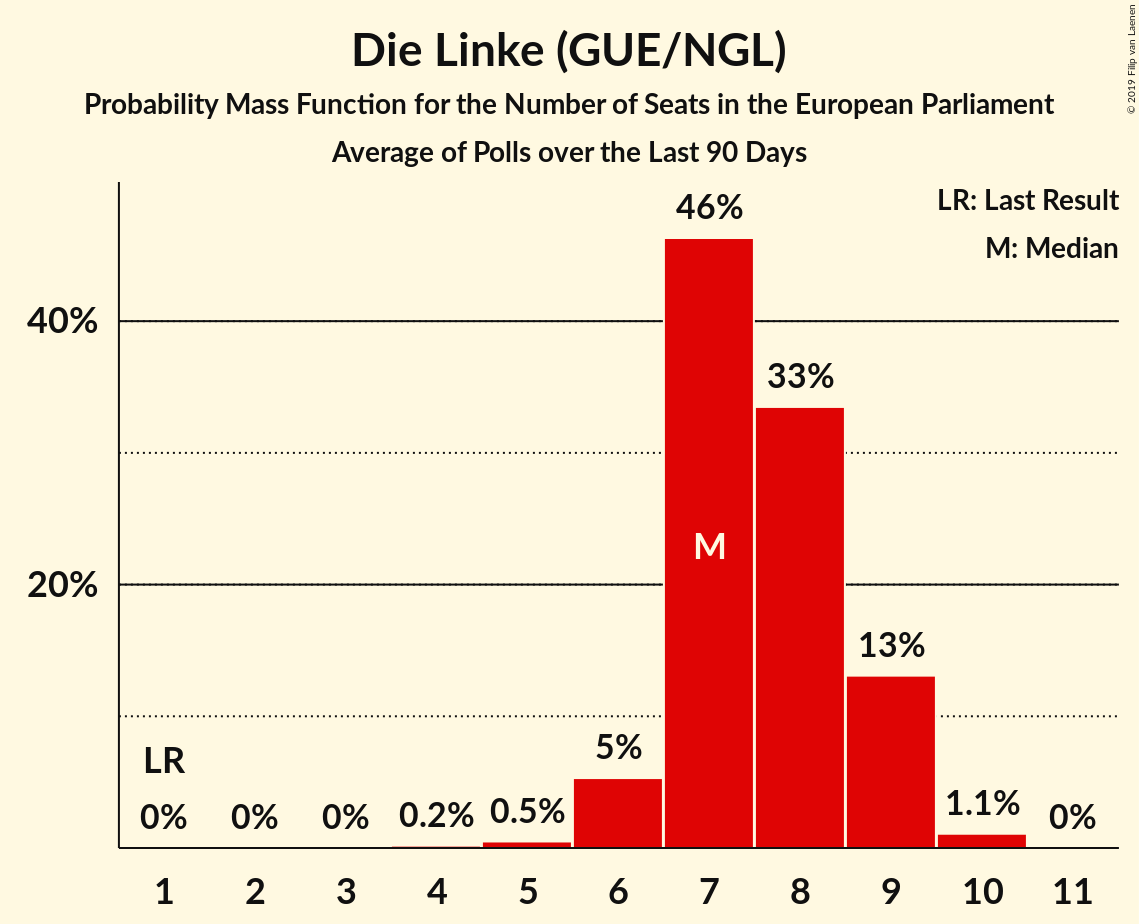 Die Linke (GUE/NGL)
Probability Mass Function for the Number of Seats in the European Parliament
Average of Polls over the Last 90 Days
© 2019 Filip van Laenen
LR: Last Result
M: Median
46%
40%
33%
M
20%
13%
LR
5%
0%
0%
0%
0.2%
0.5%
1.1%
0%
1 2 3 4 5 6 7 8 9 10 11